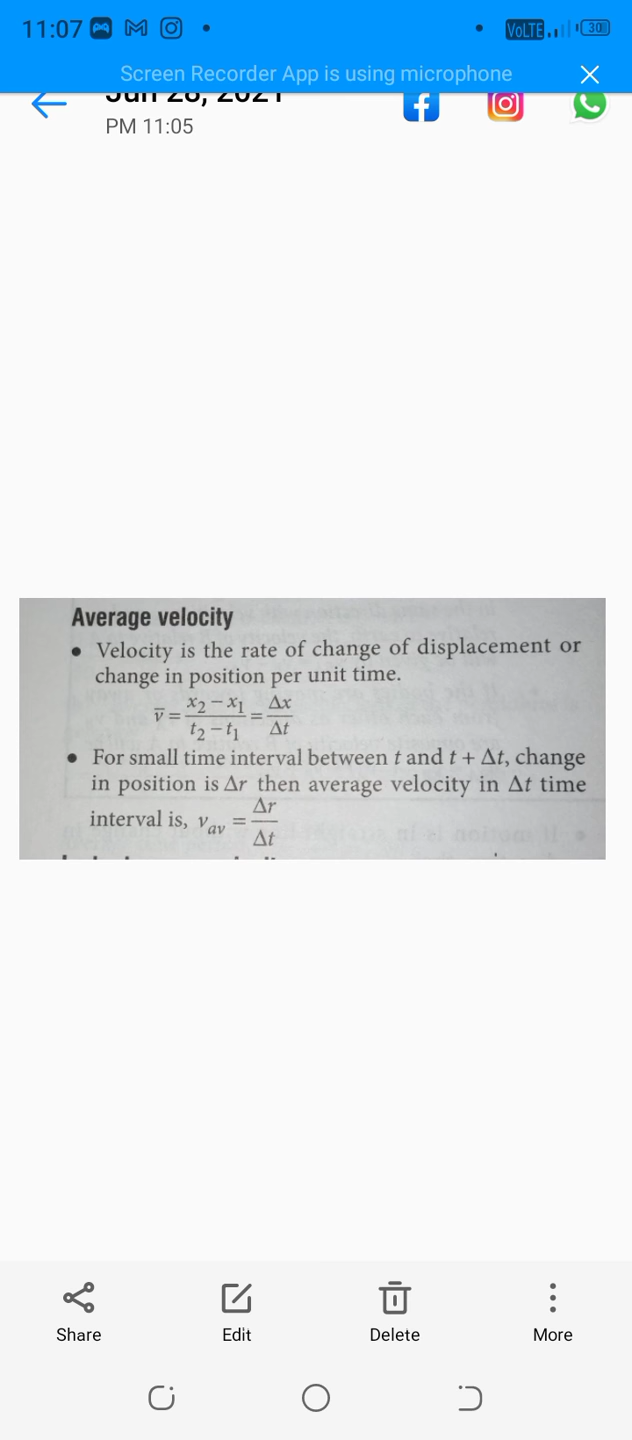 11:07
VoLTE
30
Screen Recorder App is using microphone
Jun 28, 2021
PM 11:05
Average velocity
• Velocity is the rate of change of displacement or
change in position per unit time.
v̅ = (x₂ − x₁)/(t₂ − t₁) = Δx/Δt
• For small time interval between t and t + Δt, change
in position is Δr then average velocity in Δt time
interval is, vₐᵥ = Δr/Δt
Share
Edit
Delete
More